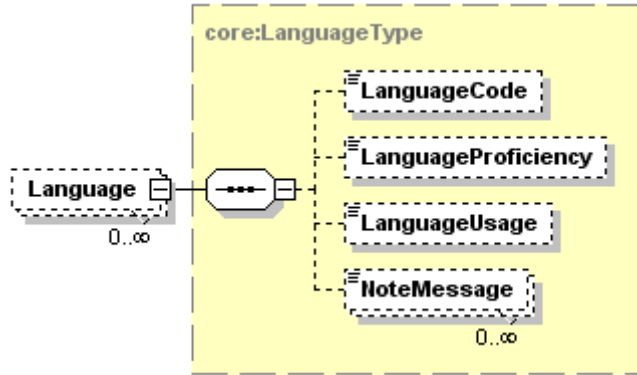 core:LanguageType
LanguageCode
LanguageProficiency
Language
0..∞
LanguageUsage
NoteMessage
0..∞